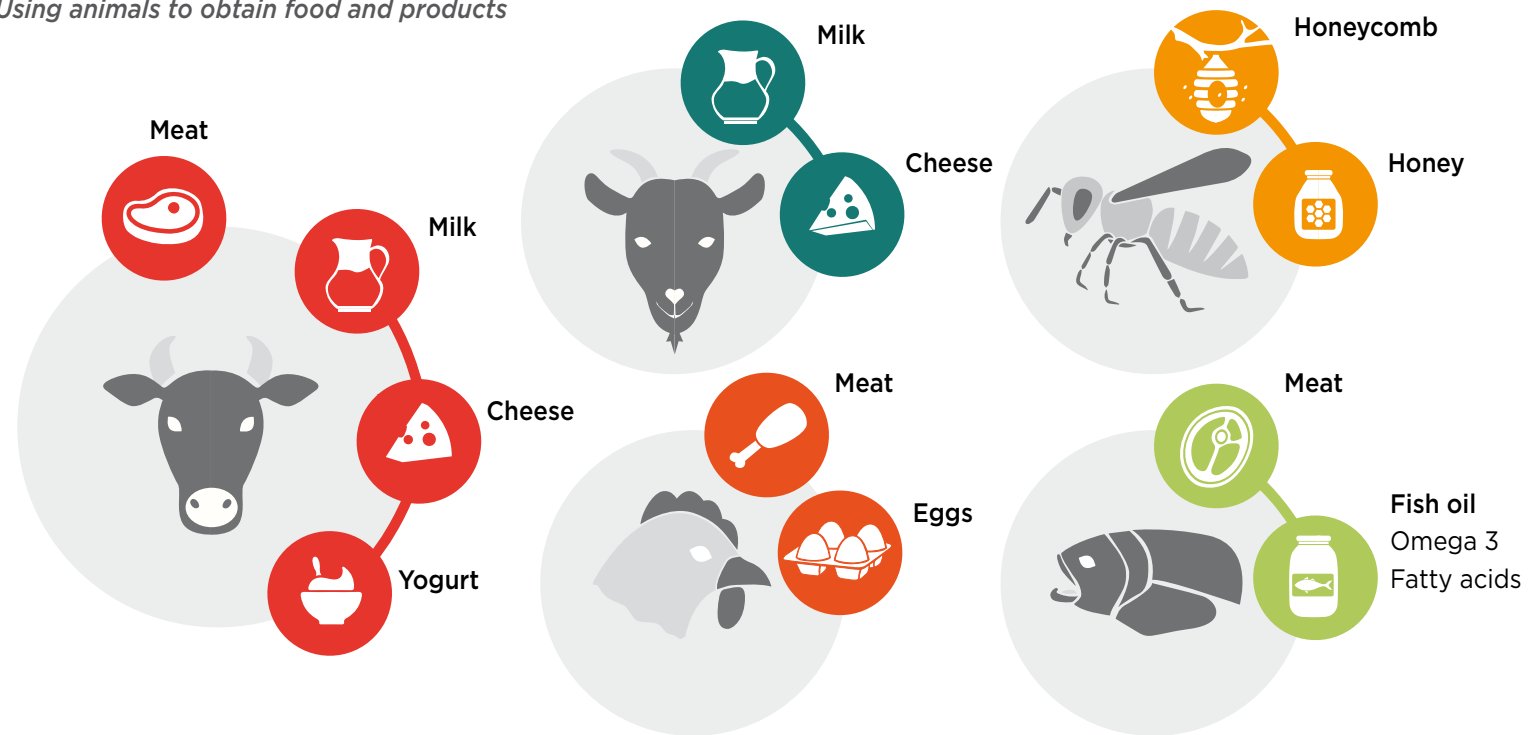 Using animals to obtain food and products
Meat
Milk
Cheese
Yogurt
Milk
Cheese
Honeycomb
Honey
Meat
Eggs
Meat
Fish oil
Omega 3
Fatty acids